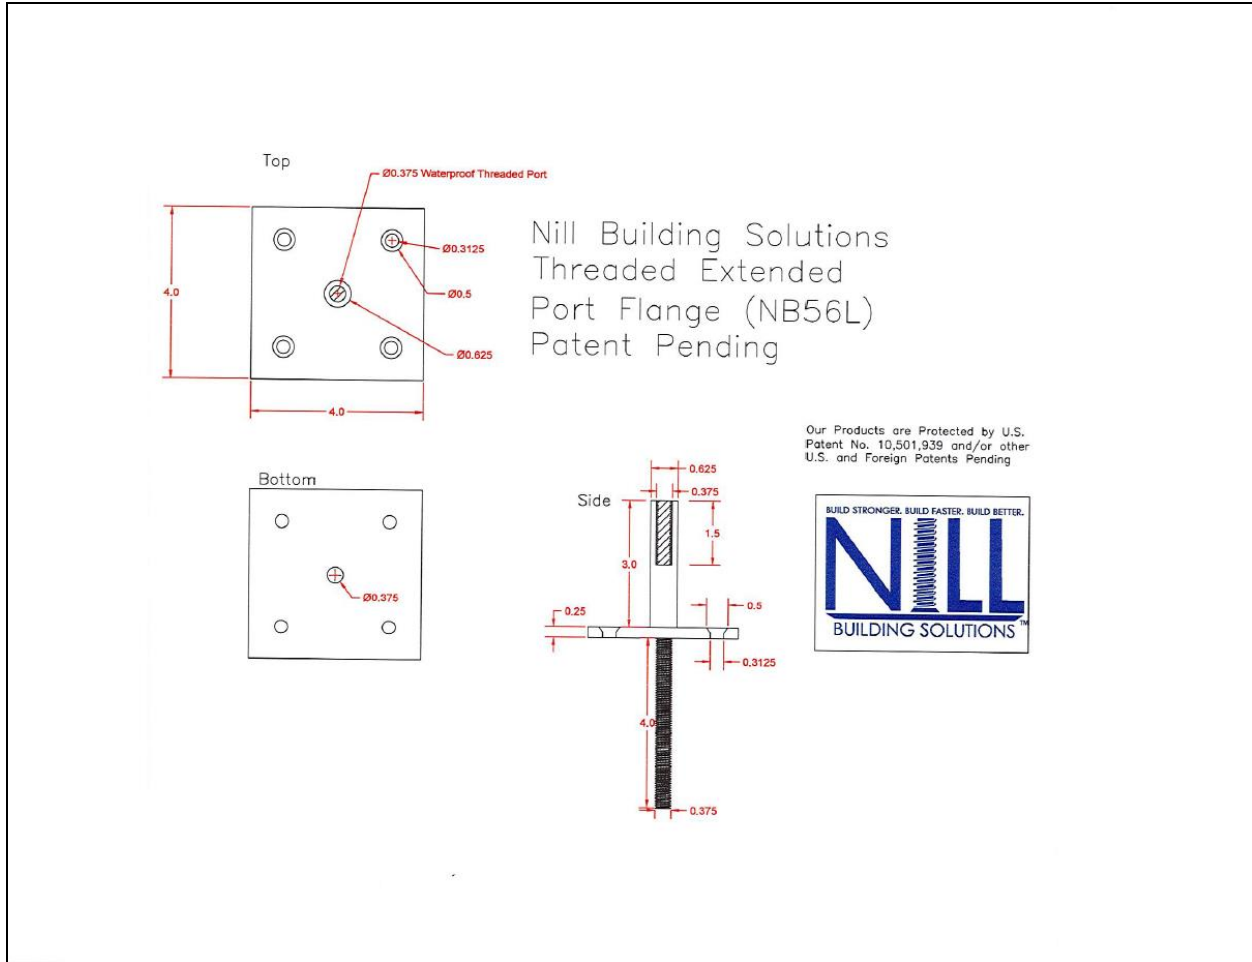 Top
Ø0.375 Waterproof Threaded Port
Ø0.3125
4.0
Ø0.5
Ø0.625
4.0
Nill Building Solutions
Threaded Extended
Port Flange (NB56L)
Patent Pending
Our Products are Protected by U.S.
Patent No. 10,501,939 and/or other
U.S. and Foreign Patents Pending
Bottom
Ø0.375
Side
0.625
0.375
1.5
3.0
0.25
0.5
0.3125
4.0
0.375
BUILD STRONGER. BUILD FASTER. BUILD BETTER.
NILL
BUILDING SOLUTIONS™